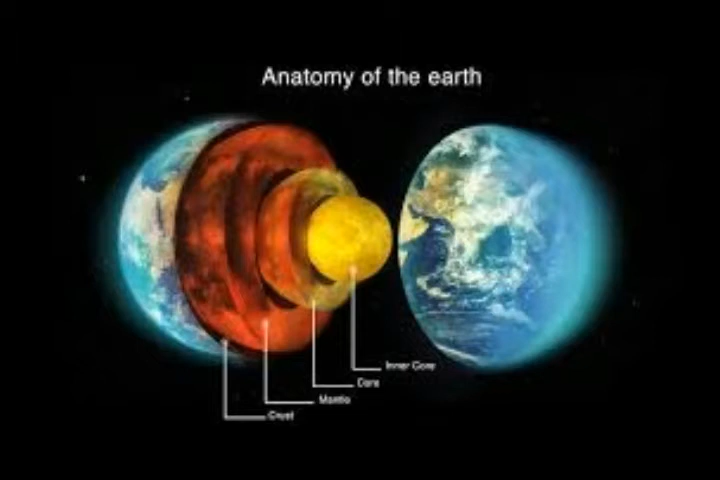 Anatomy of the earth
Inner Core
Core
Mantle
Crust